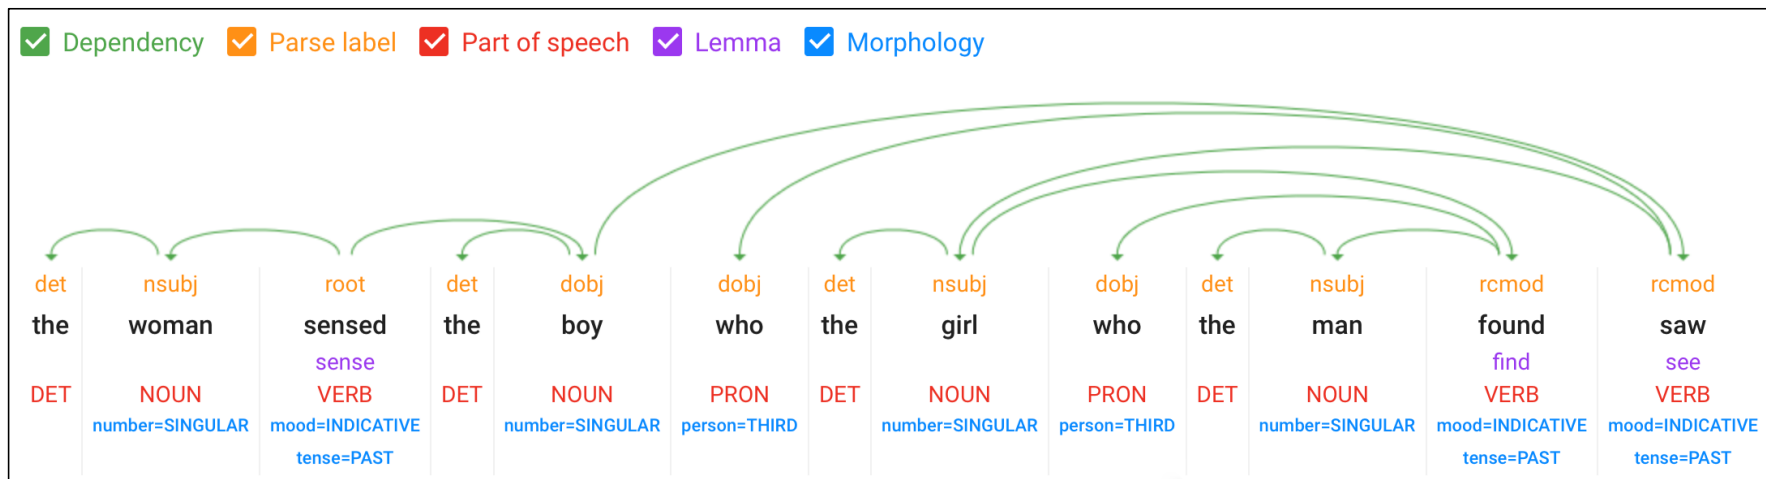 Dependency Parse label Part of speech Lemma Morphology
det nsubj root det dobj dobj det nsubj dobj det nsubj rcmod rcmod
the woman sensed the boy who the girl who the man found saw
sense find see
DET NOUN VERB DET NOUN PRON DET NOUN PRON DET NOUN VERB VERB
number=SINGULAR mood=INDICATIVE number=SINGULAR person=THIRD number=SINGULAR person=THIRD number=SINGULAR mood=INDICATIVE mood=INDICATIVE
tense=PAST tense=PAST tense=PAST